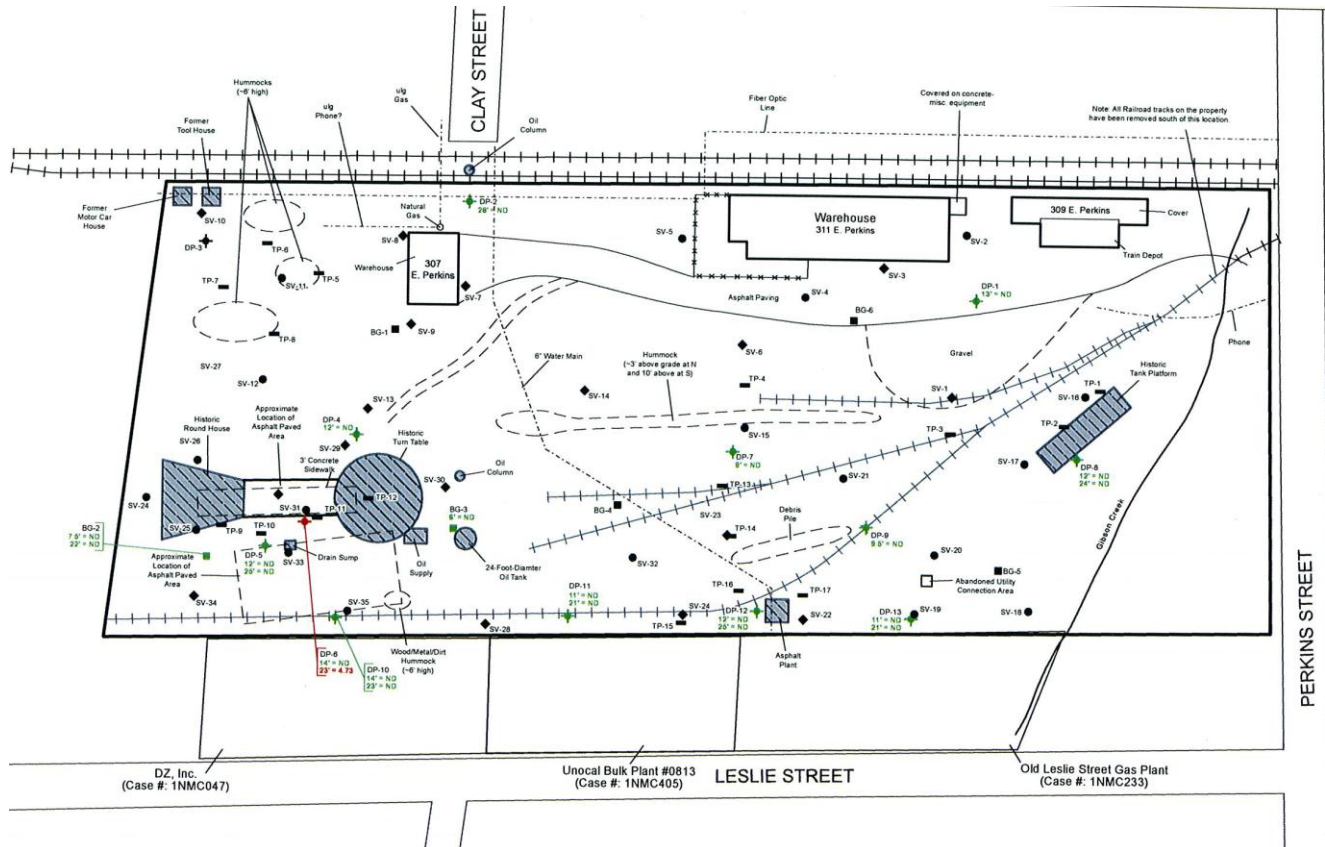 CLAY STREET
Hummocks
(~6' high)
Former
Tool House
u/g
Phone?
u/g
Gas
Oil
Column
Fiber Optic
Line
Covered on concrete-
misc. equipment
Note: All Railroad tracks on the property
have been removed south of this location.
Former
Motor Car
House
SV-10
DP-3
TP-6
TP-7
SV-11
TP-5
TP-8
Natural
Gas
SV-8
307
E. Perkins
Warehouse
SV-7
DP-2
28' = ND
SV-5
Warehouse
311 E. Perkins
SV-2
SV-3
SV-4
309 E. Perkins
Cover
Train Depot
DP-1
13' = ND
Asphalt Paving
BG-6
BG-1
SV-9
SV-27
SV-12
6" Water Main
Hummock
(~3' above grade at N
and 10' above at S)
SV-6
TP-4
Gravel
Phone
Historic
Tank Platform
SV-13
SV-14
SV-1
SV-16
TP-1
TP-2
TP-3
Approximate
Location of
Asphalt Paved
Area
Historic
Round House
SV-26
DP-4
12' = ND
SV-29
Historic
Turn Table
3' Concrete
Sidewalk
SV-15
DP-7
9' = ND
SV-17
DP-8
12' = ND
24' = ND
SV-24
SV-31
TP-12
TP-11
SV-30
Oil
Column
TP-13
SV-21
Gibson Creek
SV-25
TP-9
TP-10
BG-3
6' = ND
BG-4
SV-23
TP-14
Debris
Pile
DP-9
9.5' = ND
BG-2
7.5' = ND
22' = ND
Approximate
Location of
Asphalt Paved
Area
DP-5
12' = ND
25' = ND
SV-33
Drain Sump
Oil
Supply
24-Foot-Diamter
Oil Tank
SV-32
SV-20
BG-5
Abandoned Utility
Connection Area
SV-34
SV-35
DP-11
11' = ND
21' = ND
TP-16
TP-17
SV-28
SV-24
TP-15
DP-12
12' = ND
25' = ND
SV-22
DP-13
11' = ND
21' = ND
SV-19
SV-18
DP-6
14' = ND
23' = 4.73
DP-10
14' = ND
23' = ND
Wood/Metal/Dirt
Hummock
(~6' high)
Asphalt
Plant
PERKINS STREET
DZ, Inc.
(Case #: 1NMC047)
Unocal Bulk Plant #0813
(Case #: 1NMC405)
LESLIE STREET
Old Leslie Street Gas Plant
(Case #: 1NMC233)